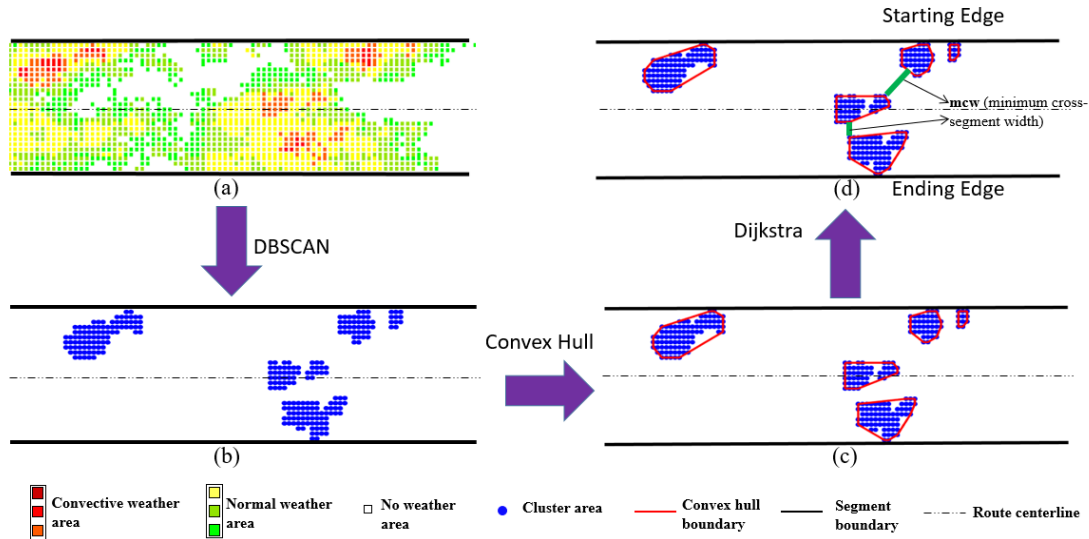 Starting Edge
mcw (minimum cross-
segment width)
(a)
(d)
Ending Edge
DBSCAN
Dijkstra
Convex Hull
(b)
(c)
Convective weather
area
Normal weather
area
No weather
area
Cluster area
Convex hull
boundary
Segment
boundary
Route centerline